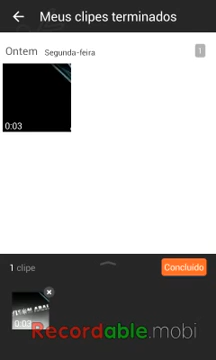 Meus clipes terminados
Ontem Segunda-feira 1
0:03
1 clipe Concluído
0:03
Recordable.mobi